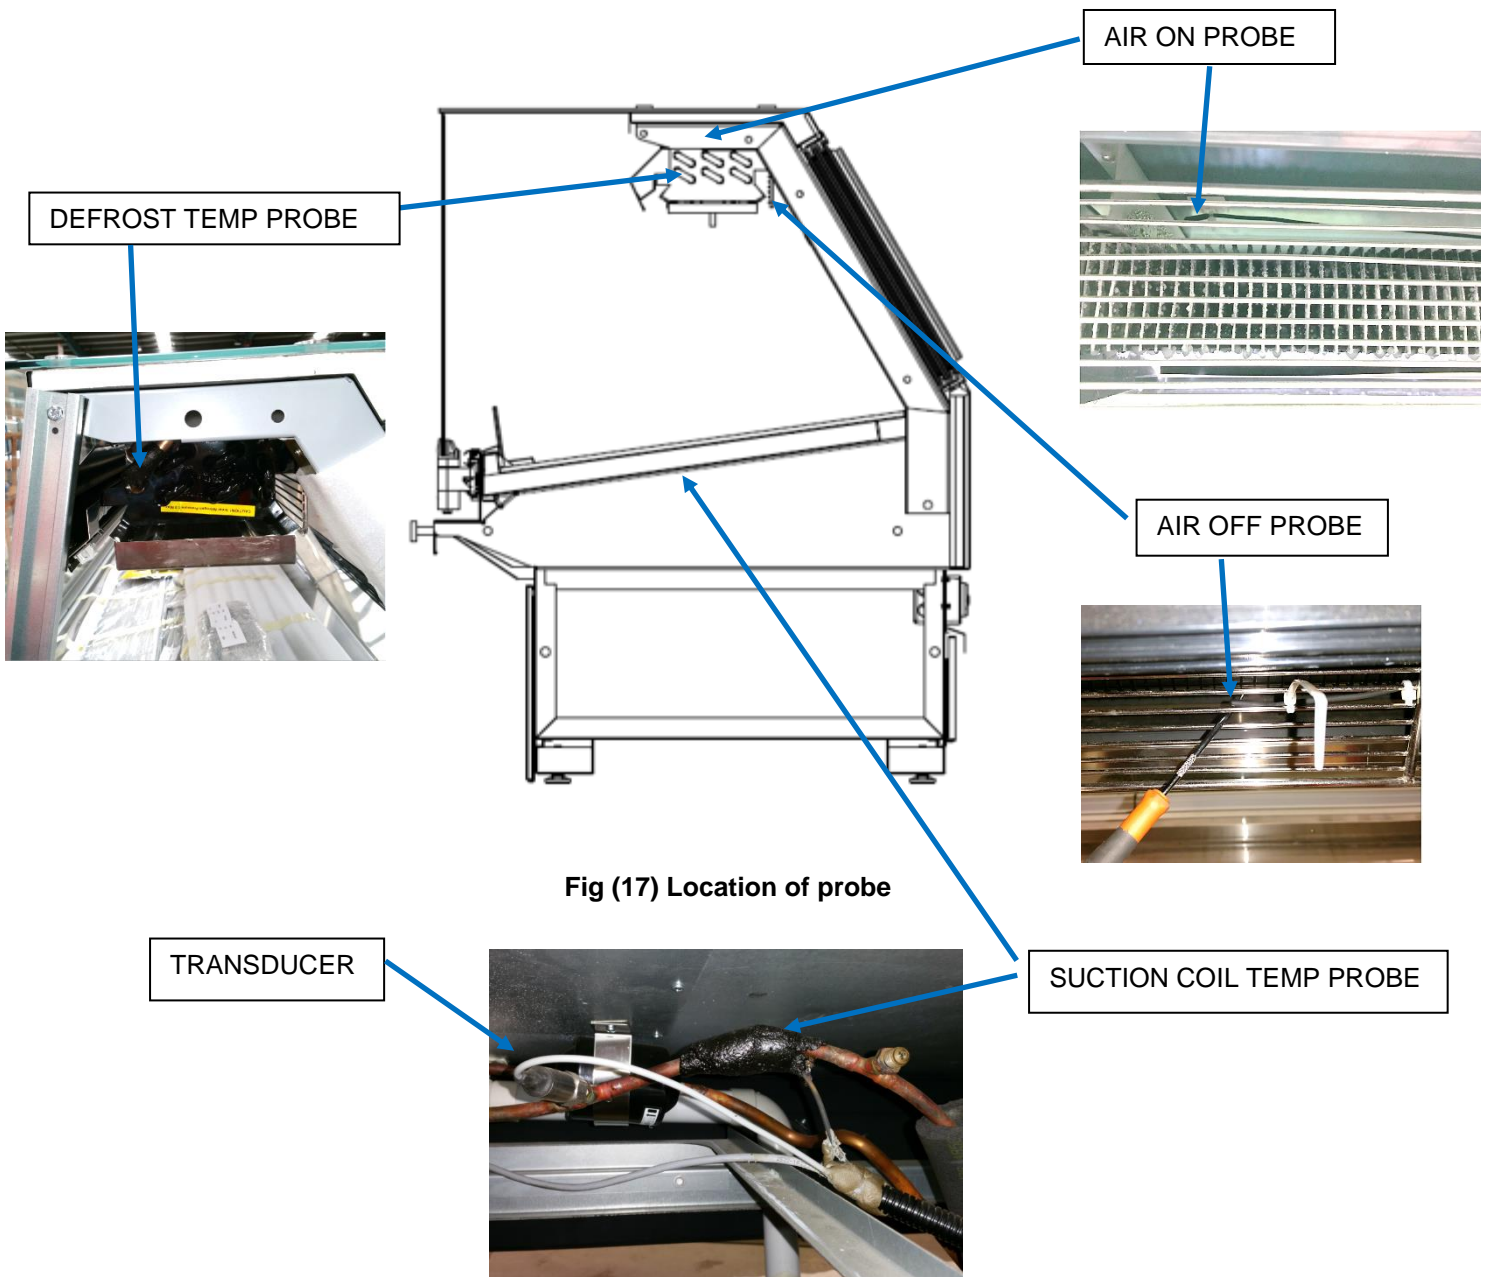 AIR ON PROBE
DEFROST TEMP PROBE
AIR OFF PROBE
Fig (17) Location of probe
TRANSDUCER
SUCTION COIL TEMP PROBE